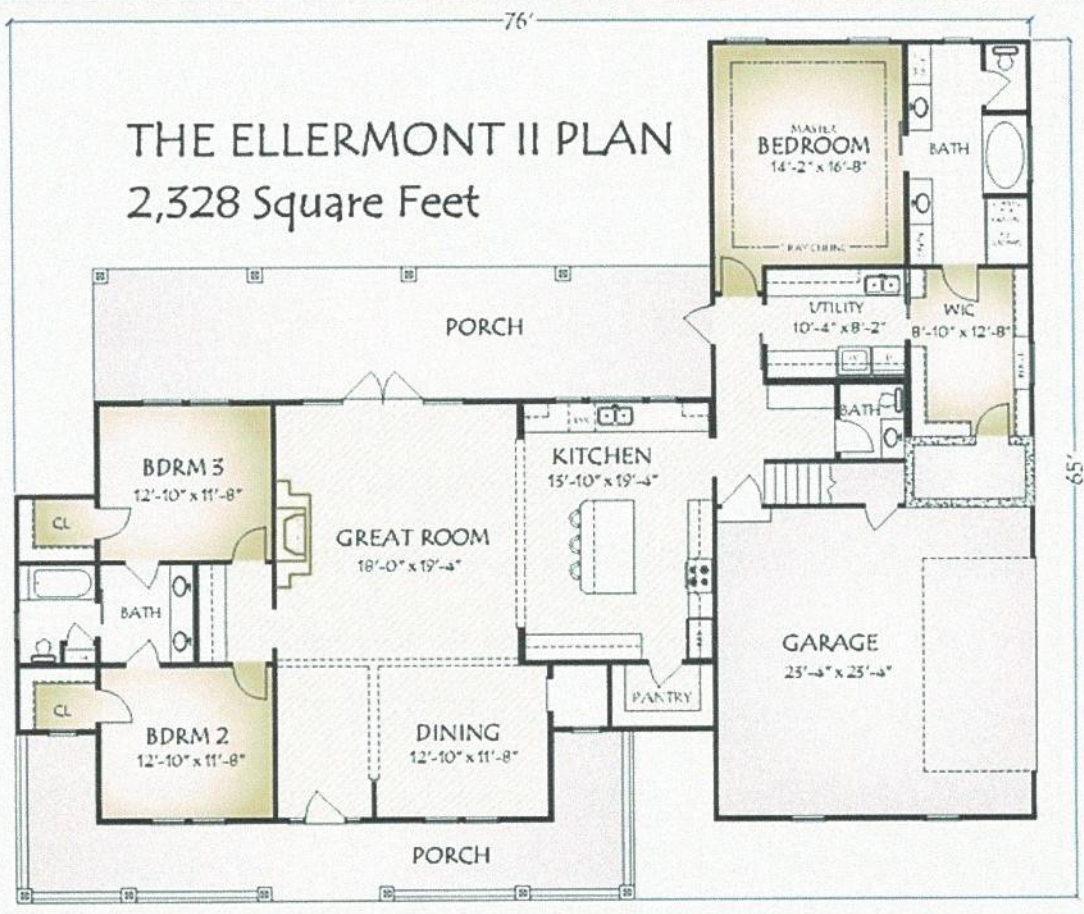 76'
THE ELLERMONT II PLAN
2,328 Square Feet
MASTER
BEDROOM
14'-2" x 16'-8"
BATH
PORCH
UTILITY
10'-4" x 8'-2"
WIC
8'-10" x 12'-8"
BATH
65'
BDRM 3
12'-10" x 11'-8"
CL
KITCHEN
13'-10" x 19'-4"
GREAT ROOM
18'-0" x 19'-4"
BATH
GARAGE
23'-4" x 23'-4"
PANTRY
CL
BDRM 2
12'-10" x 11'-8"
DINING
12'-10" x 11'-8"
PORCH